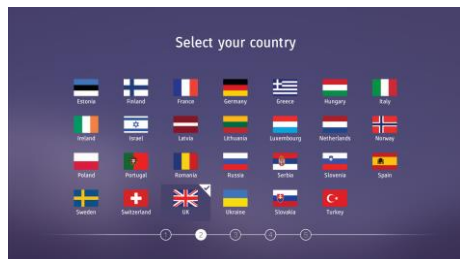 Select your country
Estonia Finland France Germany Greece Hungary Italy
Ireland Israel Latvia Lithuania Luxembourg Netherlands Norway
Poland Portugal Romania Russia Serbia Slovenia Spain
Sweden Switzerland UK Ukraine Slovakia Turkey
1 2 3 4 5